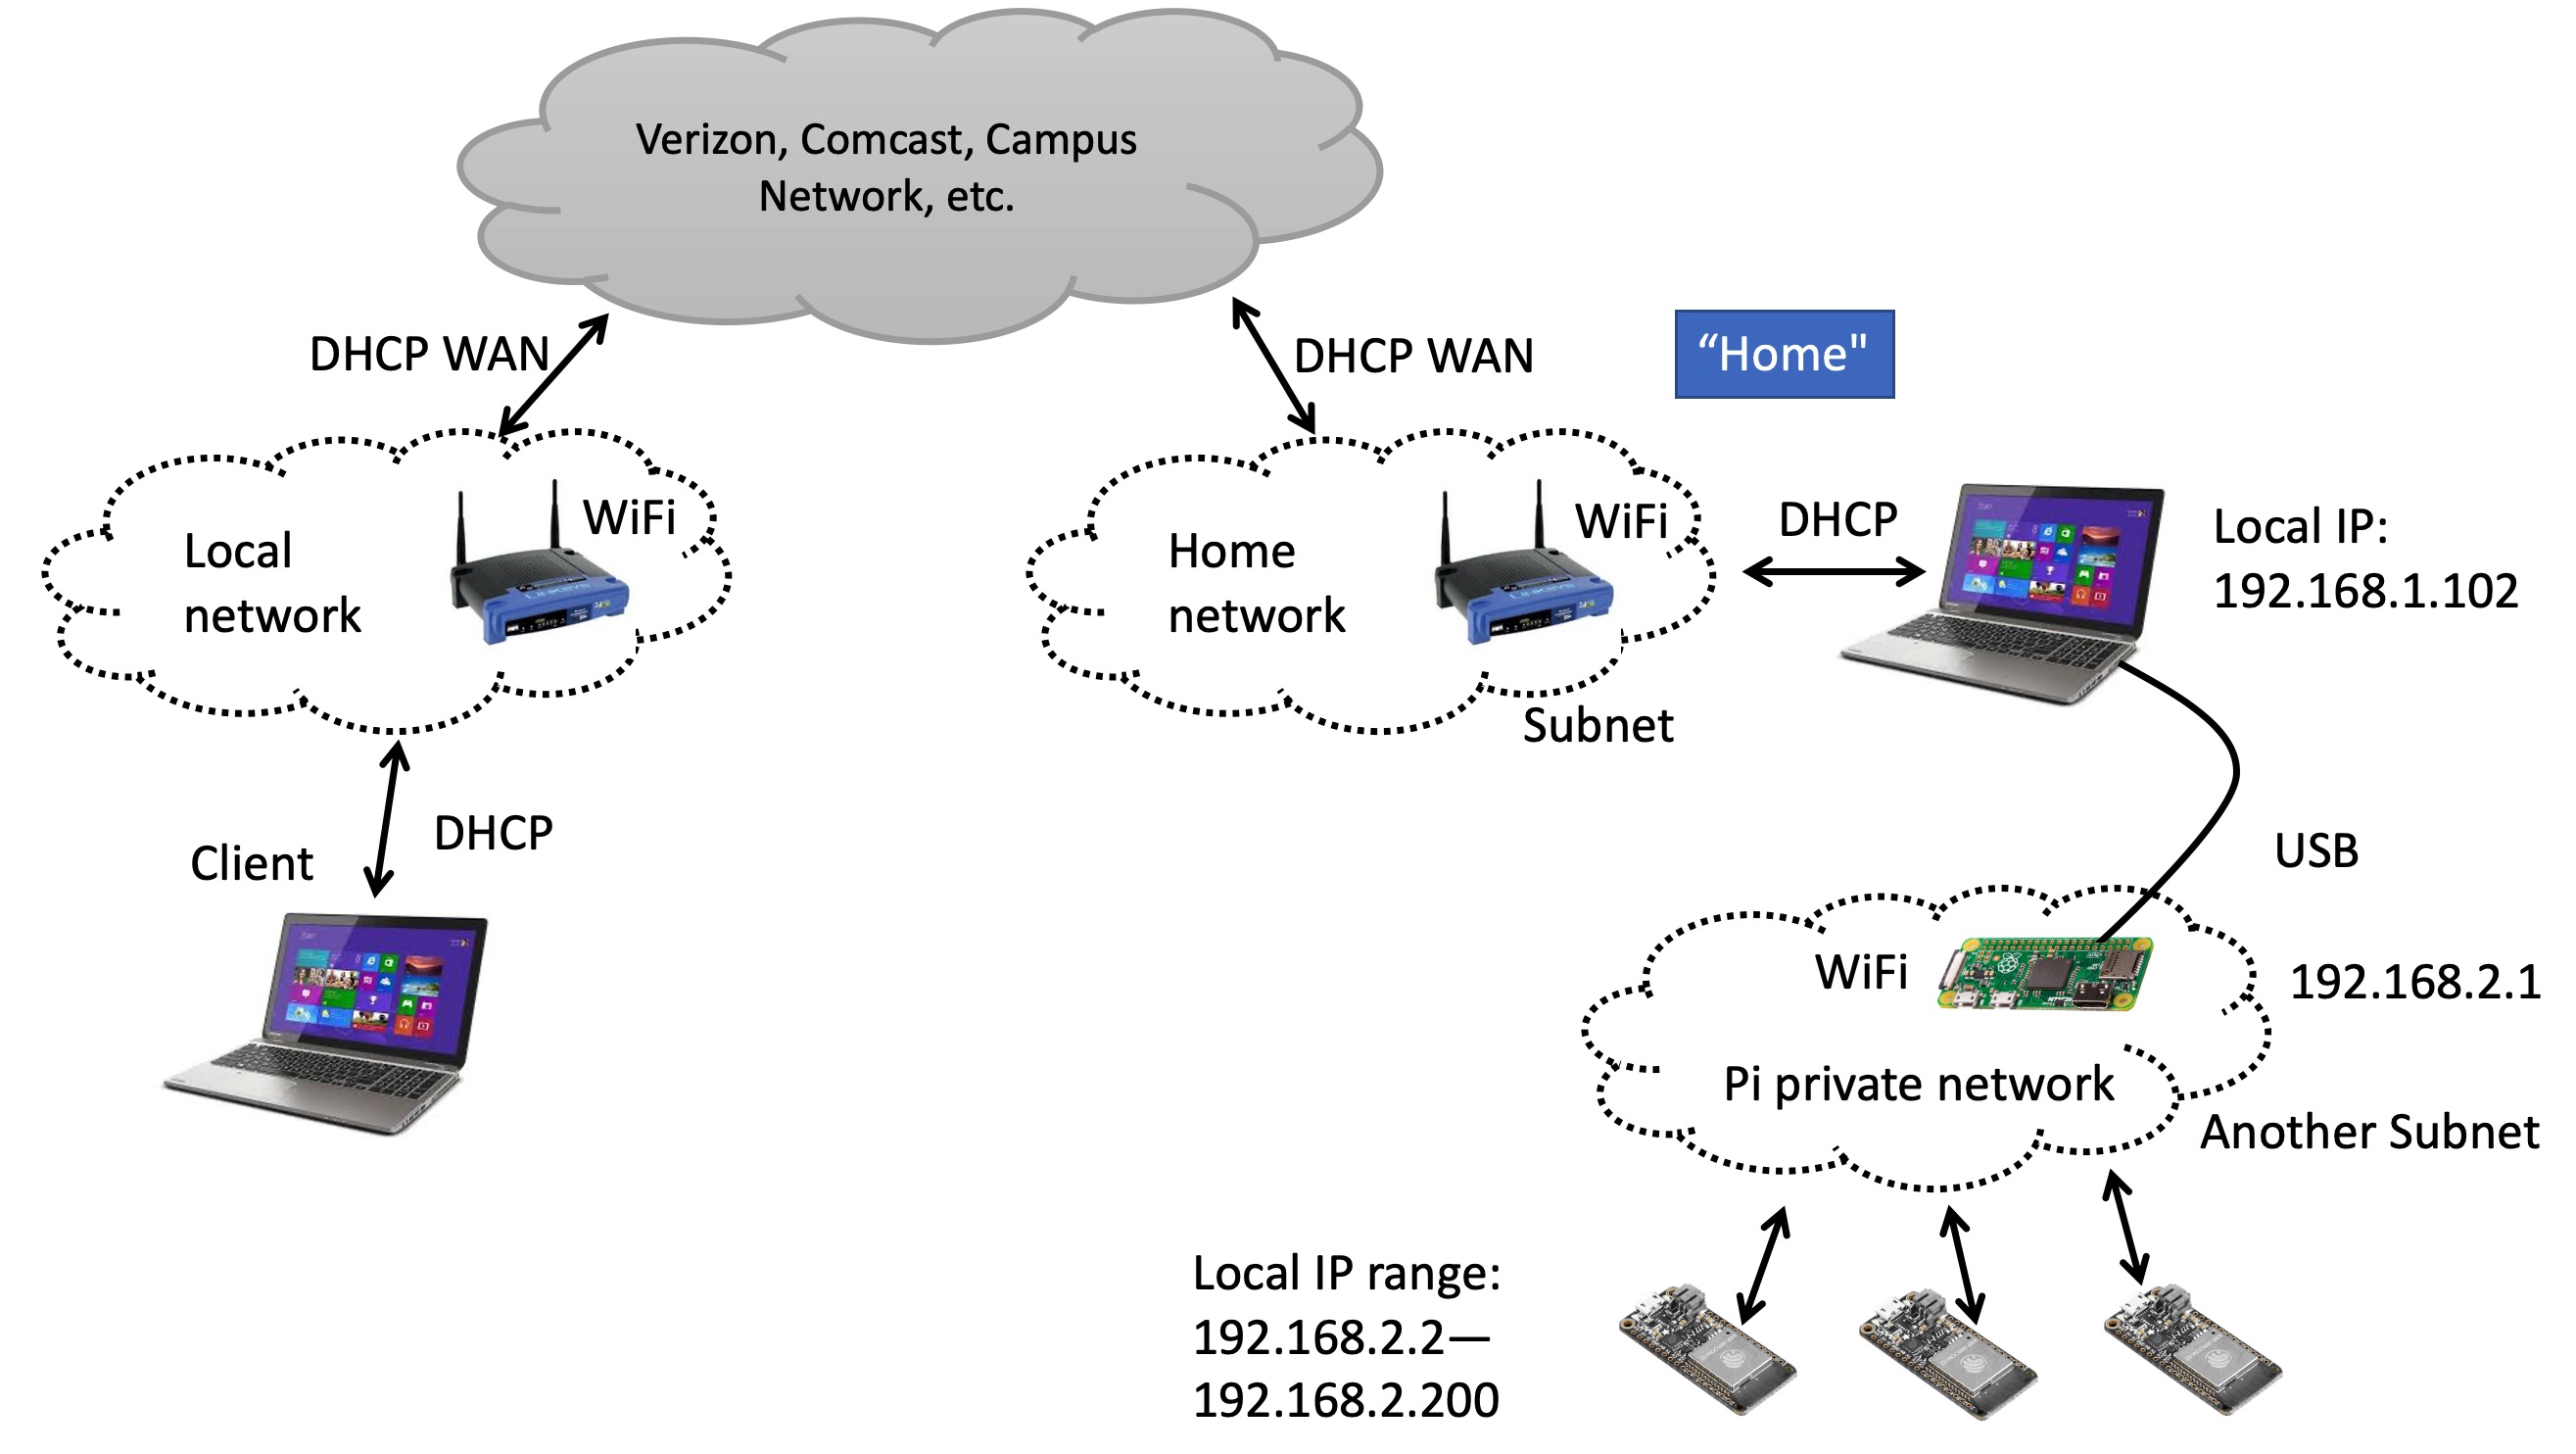 Verizon, Comcast, Campus
Network, etc.
DHCP WAN
DHCP WAN
“Home"
Local
network
WiFi
Home
network
WiFi
LINKSYS
Subnet
DHCP
Local IP:
192.168.1.102
Client
DHCP
Start
USB
WiFi
192.168.2.1
Pi private network
Another Subnet
Local IP range:
192.168.2.2—
192.168.2.200